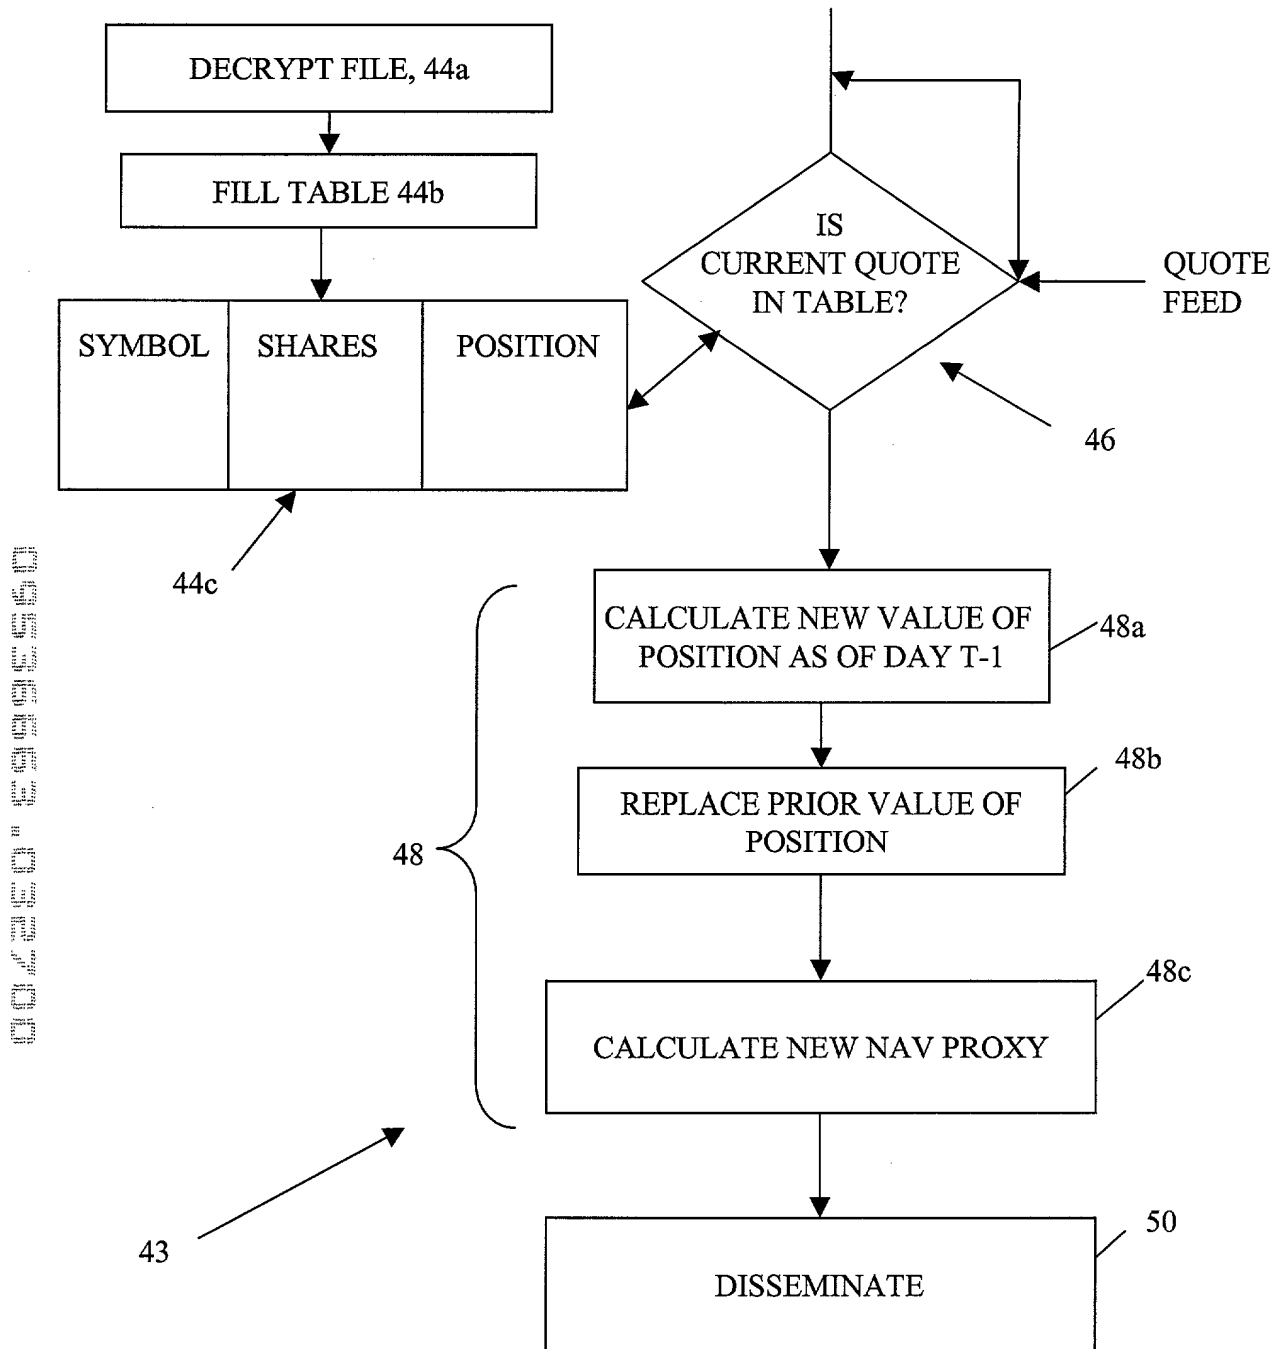 DECRYPT FILE, 44a
FILL TABLE 44b
SYMBOL SHARES POSITION
44c
IS
CURRENT QUOTE
IN TABLE?
QUOTE
FEED
46
CALCULATE NEW VALUE OF
POSITION AS OF DAY T-1
48a
REPLACE PRIOR VALUE OF
POSITION
48b
48
CALCULATE NEW NAV PROXY
48c
43
DISSEMINATE
50